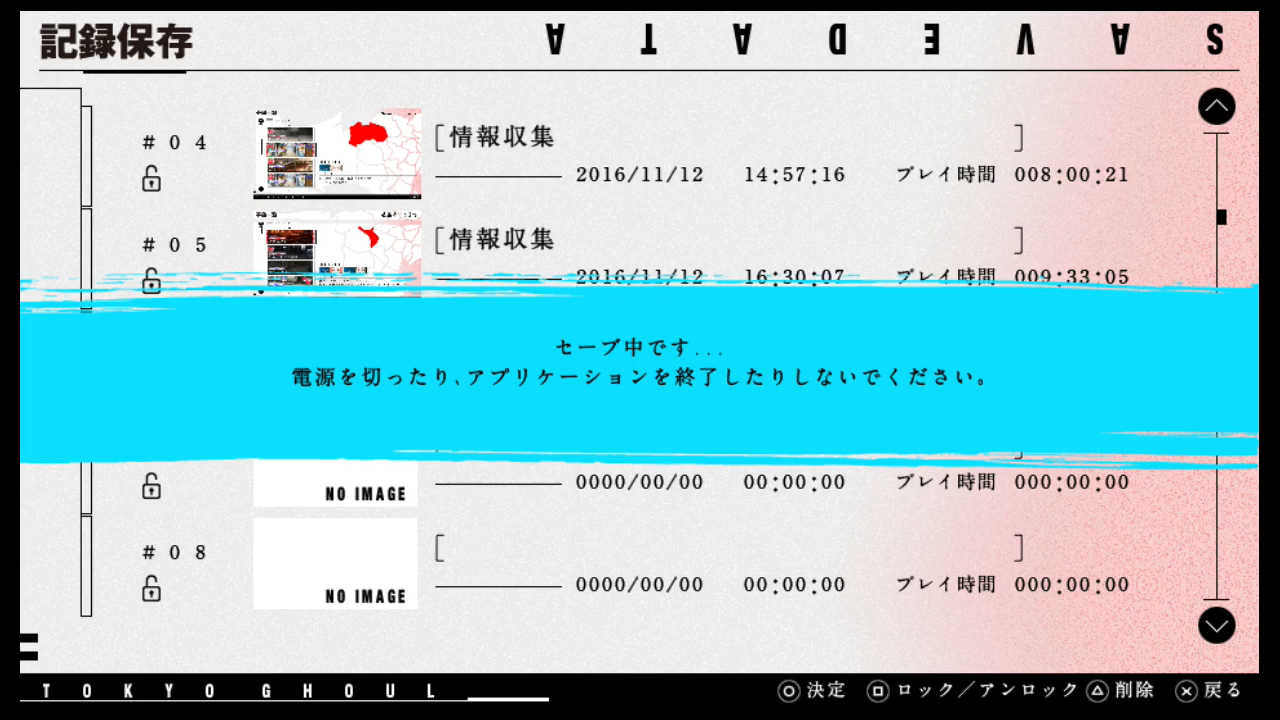 記録保存
SAVEDATA
#04
[情報収集]
2016/11/12 14:57:16 プレイ時間 008:00:21
#05
[情報収集]
2016/11/12 16:30:07 プレイ時間 009:33:05
セーブ中です...
電源を切ったり、アプリケーションを終了したりしないでください。
NO IMAGE
0000/00/00 00:00:00 プレイ時間 000:00:00
#08
[ ]
NO IMAGE
0000/00/00 00:00:00 プレイ時間 000:00:00
TOKYO GHOUL
決定 ロック/アンロック 削除 戻る